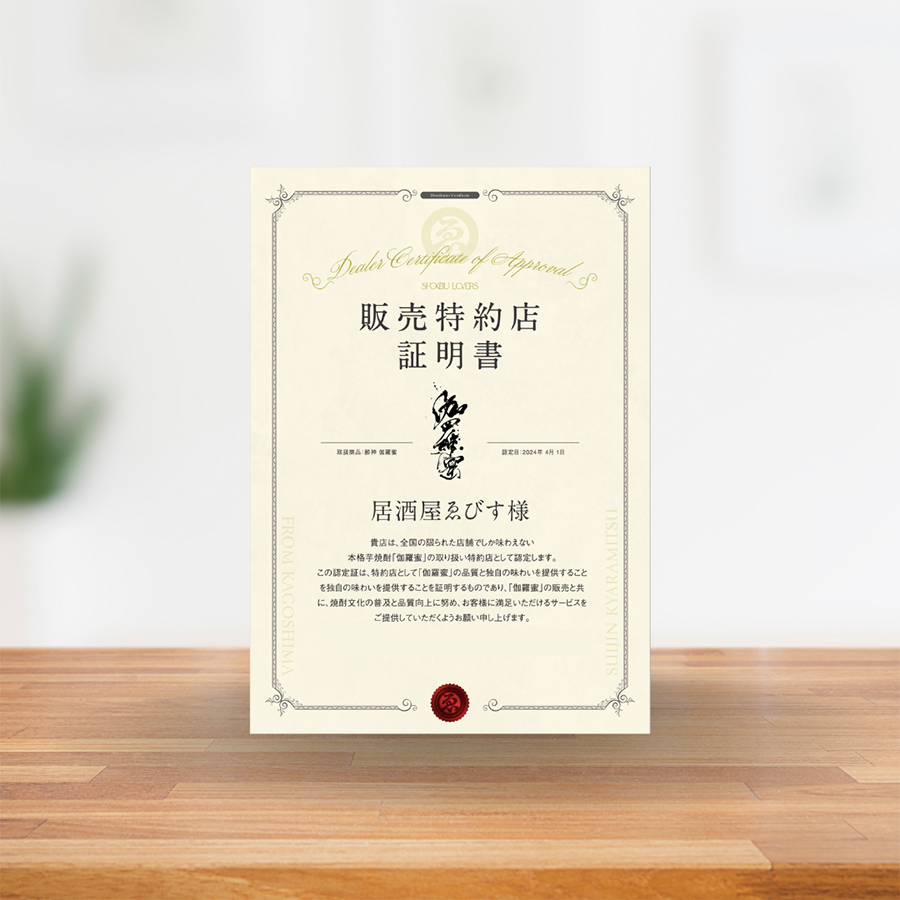 Dealer Certificate of Approval
SHOCHU LOVERS
販売特約店
証明書
伽羅蜜
取扱商品：酔神 伽羅蜜
認定日：2024年 4月 1日
居酒屋ゑびす様
貴店は、全国の限られた店舗でしか味わえない
本格芋焼酎「伽羅蜜」の取り扱い特約店として認定します。
この認定証は、特約店として「伽羅蜜」の品質と独自の味わいを提供すること
を独自の味わいを提供することを証明するものであり、「伽羅蜜」の販売と共
に、焼酎文化の普及と品質向上に努め、お客様に満足いただけるサービスを
ご提供していただくようお願い申し上げます。
FROM KAGOSHIMA
SUIJIN KYARAMITSU
ゑ